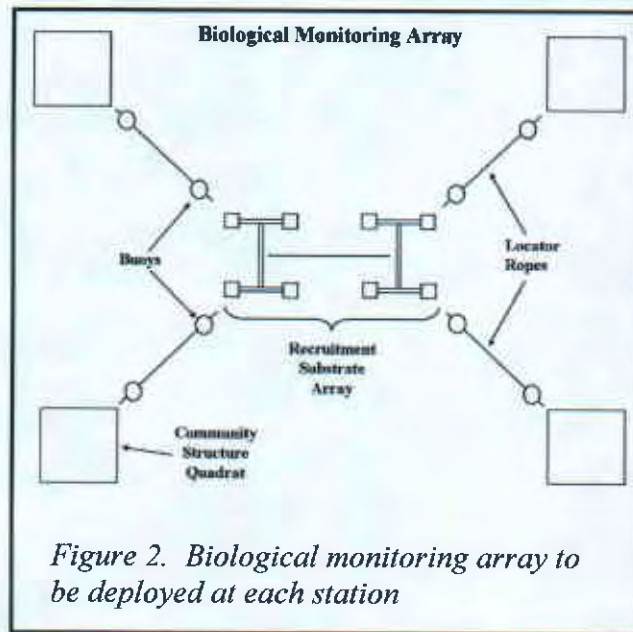 Biological Monitoring Array
Buoys
Locator
Ropes
Recruitment
Substrate
Array
Community
Structure
Quadrat
Figure 2. Biological monitoring array to
be deployed at each station